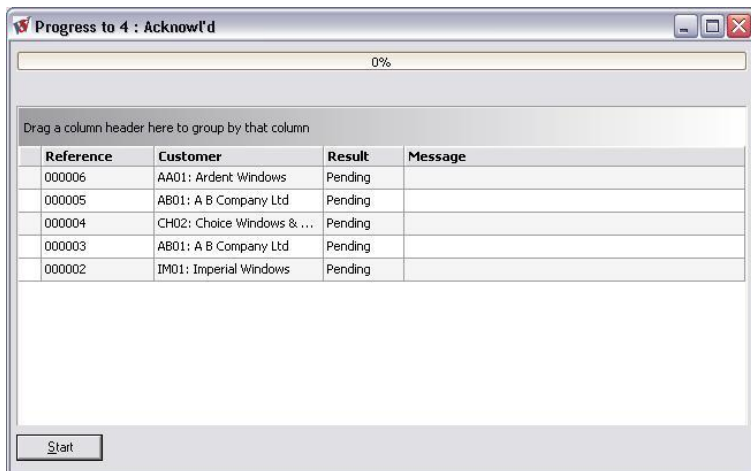 Progress to 4 : Acknowl'd
0%
Drag a column header here to group by that column
Reference Customer Result Message
000006 AA01: Ardent Windows Pending
000005 AB01: A B Company Ltd Pending
000004 CH02: Choice Windows & ... Pending
000003 AB01: A B Company Ltd Pending
000002 IM01: Imperial Windows Pending
Start